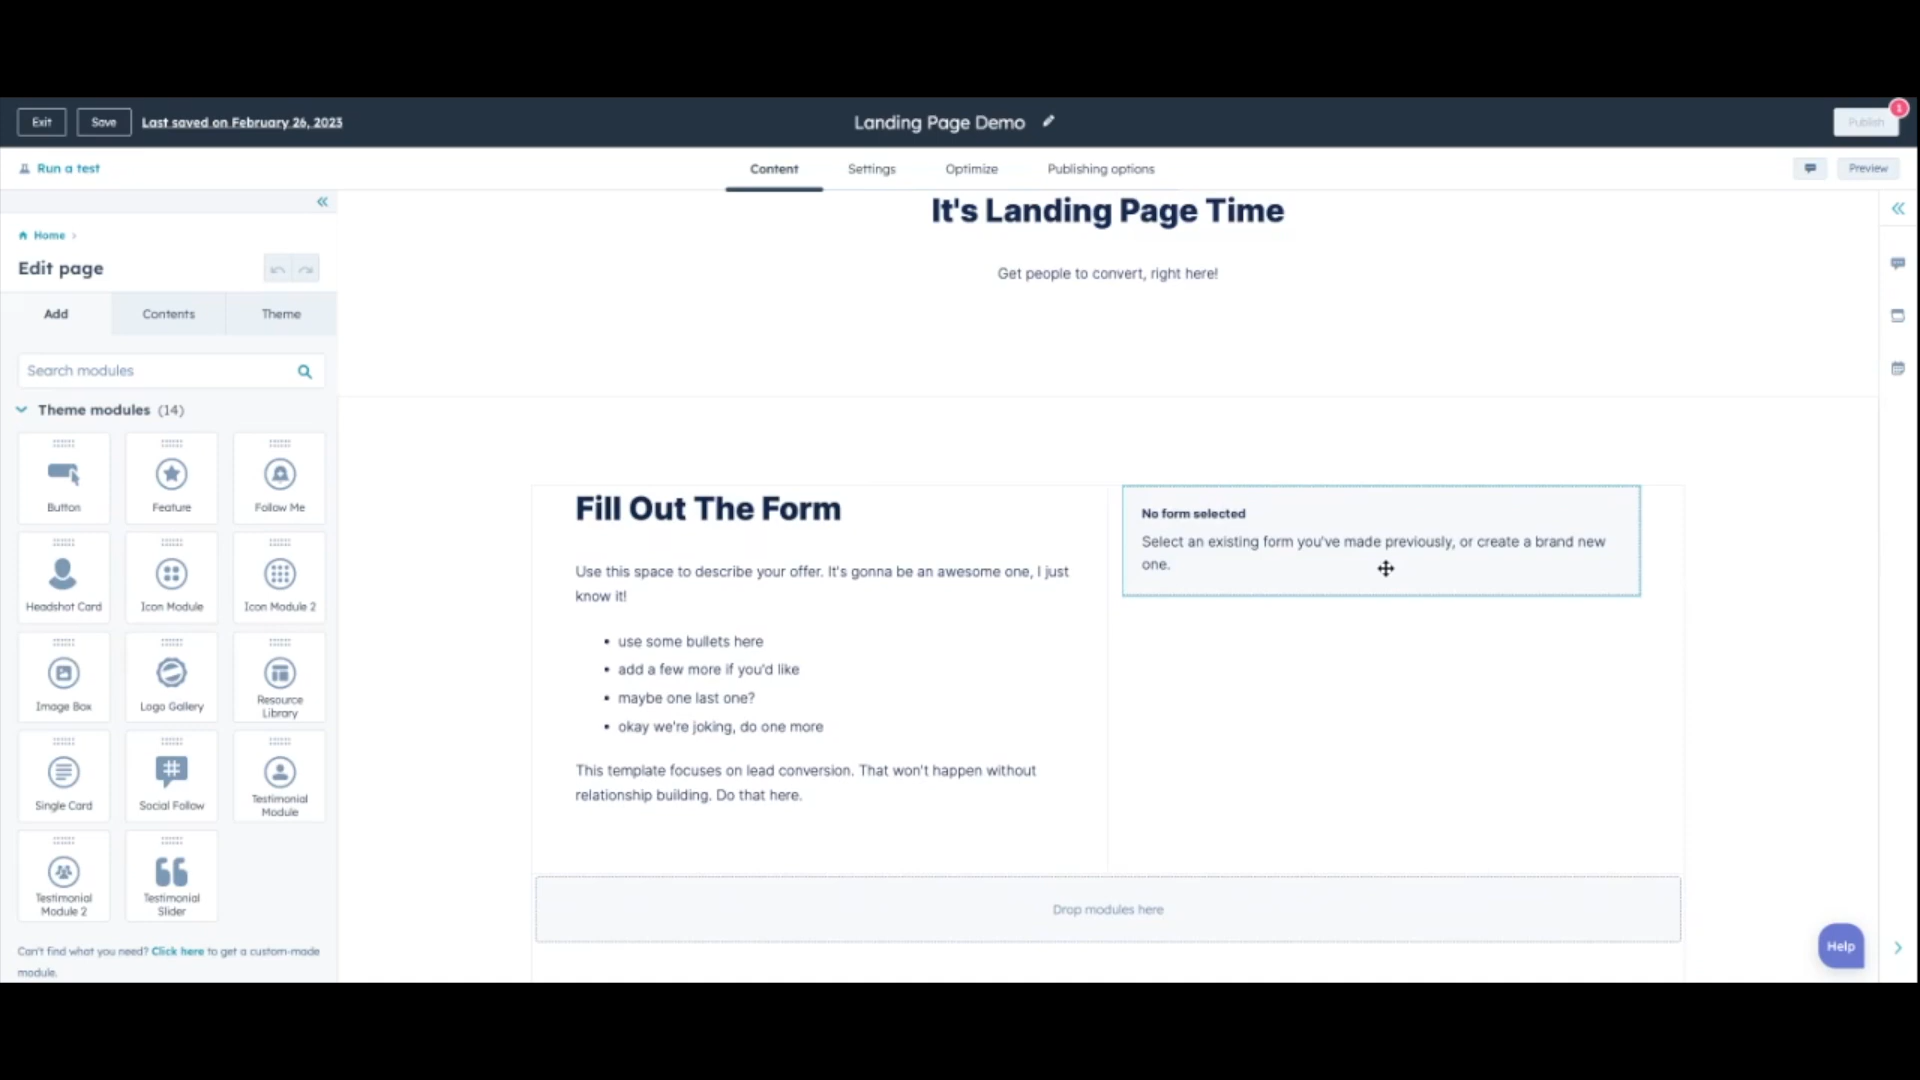 Exit
Save
Last saved on February 26, 2023
Landing Page Demo
Publish
1
Run a test
Content
Settings
Optimize
Publishing options
Preview
Home
Edit page
Add
Contents
Theme
Search modules
Theme modules (14)
Button
Feature
Follow Me
Headshot Card
Icon Module
Icon Module 2
Image Box
Logo Gallery
Resource
Library
Single Card
Social Follow
Testimonial
Module
Testimonial
Module 2
Testimonial
Slider
Can't find what you need? Click here to get a custom-made
module.
It's Landing Page Time
Get people to convert, right here!
Fill Out The Form
Use this space to describe your offer. It's gonna be an awesome one, I just
know it!
• use some bullets here
• add a few more if you'd like
• maybe one last one?
• okay we're joking, do one more
This template focuses on lead conversion. That won't happen without
relationship building. Do that here.
No form selected
Select an existing form you've made previously, or create a brand new
one.
Drop modules here
Help